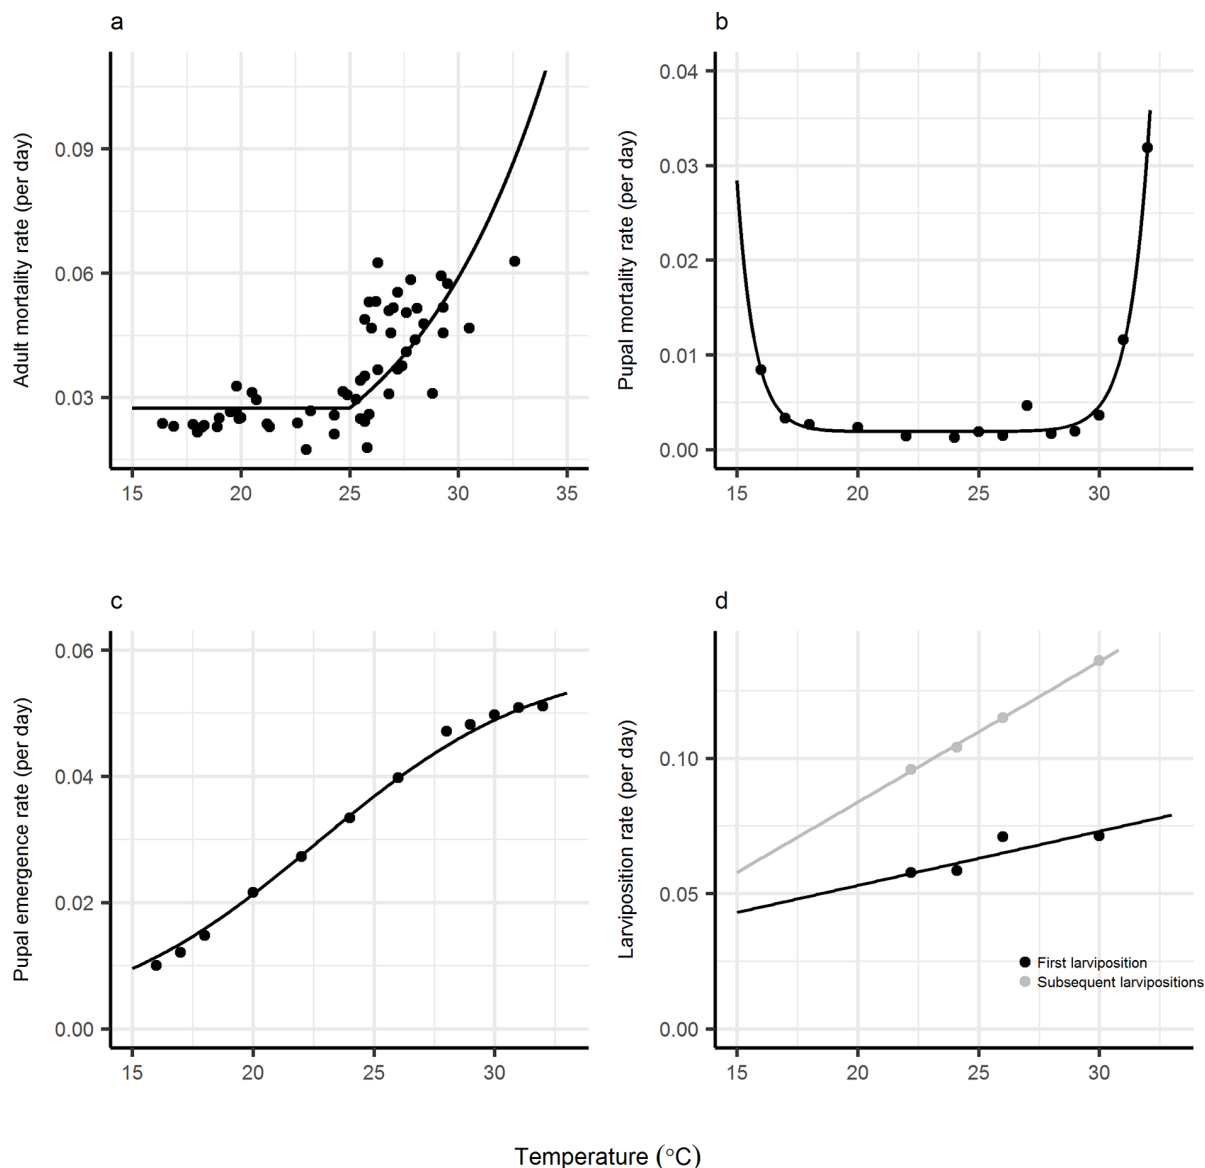 a
Adult mortality rate (per day)
0.09
0.06
0.03
15 20 25 30 35
b
Pupal mortality rate (per day)
0.04
0.03
0.02
0.01
0.00
15 20 25 30
c
Pupal emergence rate (per day)
0.06
0.04
0.02
0.00
15 20 25 30
d
Larviposition rate (per day)
0.10
0.05
0.00
First larviposition
Subsequent larvipositions
15 20 25 30
Temperature (°C)